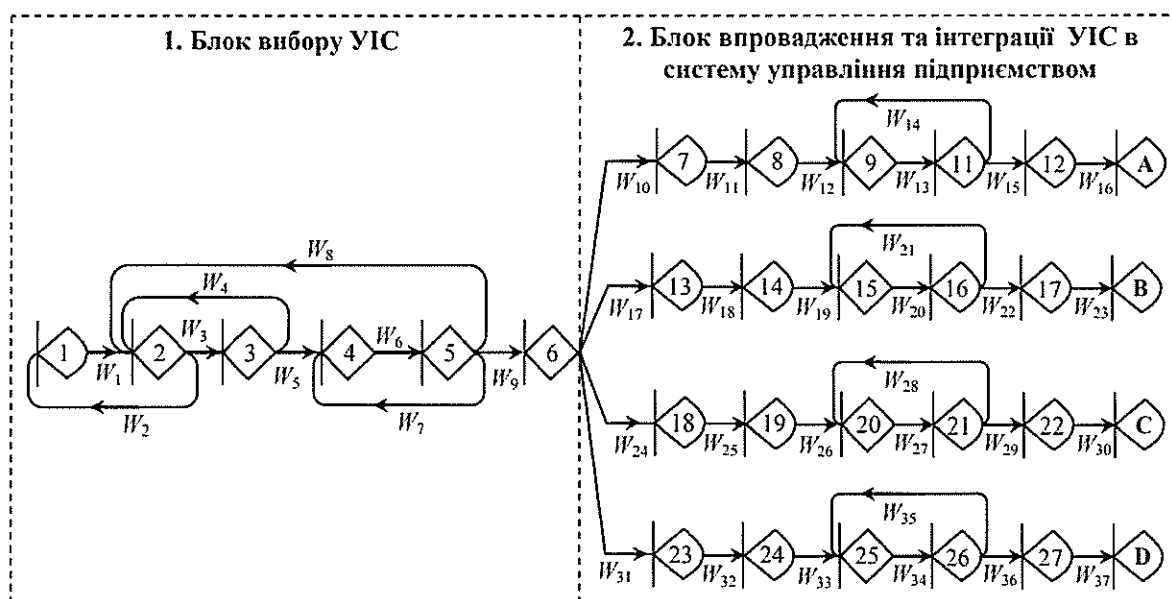 1. Блок вибору УІС
2. Блок впровадження та інтеграції УІС в
систему управління підприємством
W14
7 8 9 11 12 A
W10 W11 W12 W13 W15 W16
W21
13 14 15 16 17 B
W17 W18 W19 W20 W22 W23
W8
W4
W3 W6
1 2 3 4 5 6
W1 W5 W9
W2 W7
W28
18 19 20 21 22 C
W24 W25 W26 W27 W29 W30
W35
23 24 25 26 27 D
W31 W32 W33 W34 W36 W37